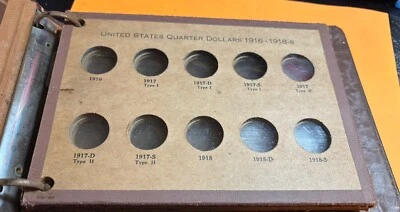 UNITED STATES QUARTER DOLLARS 1916-1918-S
1916
1917
Type I
1917-D
Type I
1917-S
Type I
1917
Type II
1917-D
Type II
1917-S
Type II
1918
1918-D
1918-S